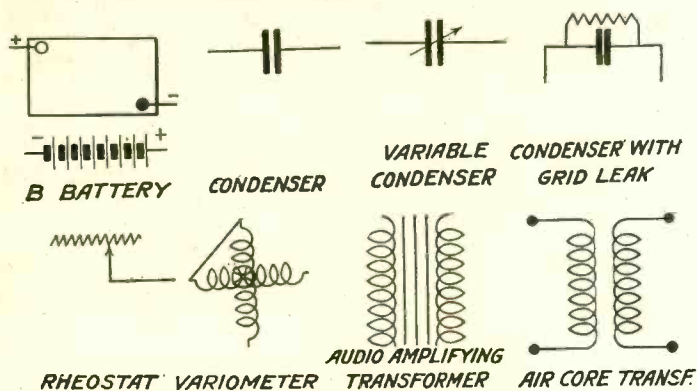 +
-
- +
B BATTERY
CONDENSER
VARIABLE
CONDENSER
CONDENSER WITH
GRID LEAK
RHEOSTAT
VARIOMETER
AUDIO AMPLIFYING
TRANSFORMER
AIR CORE TRANSF.